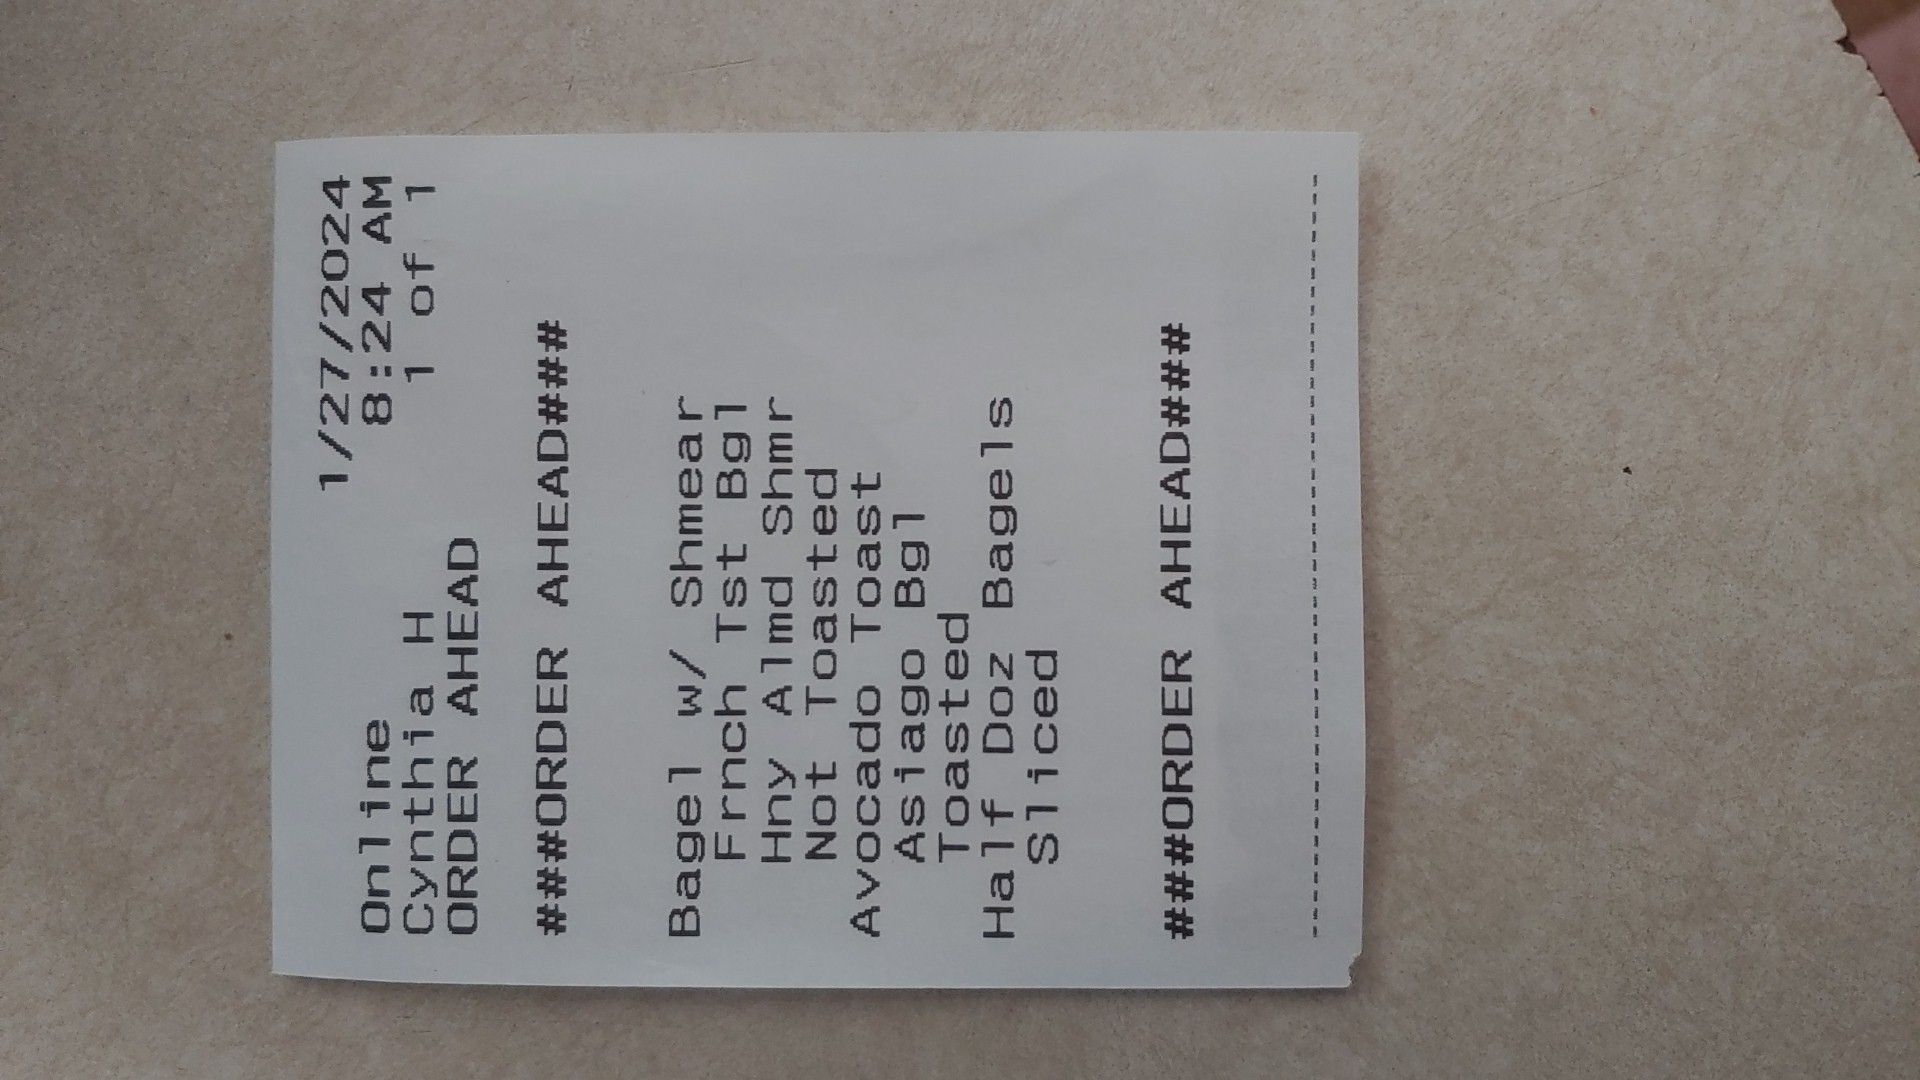 1/27/2024
Online 8:24 AM
Cynthia H 1 of 1
ORDER AHEAD
###ORDER AHEAD###
Bagel w/ Shmear
Frnch Tst Bgl
Hny Almd Shmr
Not Toasted
Avocado Toast
Asiago Bgl
Toasted
Half Doz Bagels
Sliced
###ORDER AHEAD###